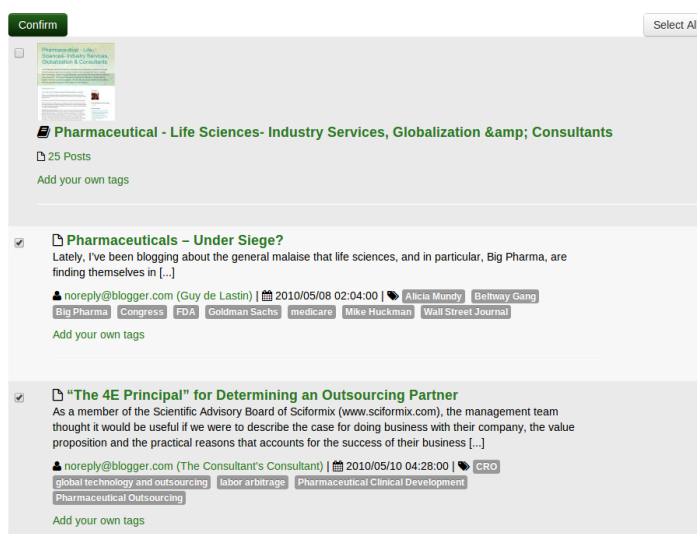 Confirm
Select Al
Pharmaceutical - Life
Sciences- Industry Services,
Globalization & Consultants
Pharmaceutical - Life Sciences- Industry Services, Globalization &amp; Consultants
25 Posts
Add your own tags
Pharmaceuticals – Under Siege?
Lately, I've been blogging about the general malaise that life sciences, and in particular, Big Pharma, are
finding themselves in [...]
noreply@blogger.com (Guy de Lastin) | 2010/05/08 02:04:00 | Alicia Mundy Beltway Gang
Big Pharma Congress FDA Goldman Sachs medicare Mike Huckman Wall Street Journal
Add your own tags
“The 4E Principal” for Determining an Outsourcing Partner
As a member of the Scientific Advisory Board of Sciformix (www.sciformix.com), the management team
thought it would be useful if we were to describe the case for doing business with their company, the value
proposition and the practical reasons that accounts for the success of their business [...]
noreply@blogger.com (The Consultant's Consultant) | 2010/05/10 04:28:00 | CRO
global technology and outsourcing labor arbitrage Pharmaceutical Clinical Development
Pharmaceutical Outsourcing
Add your own tags